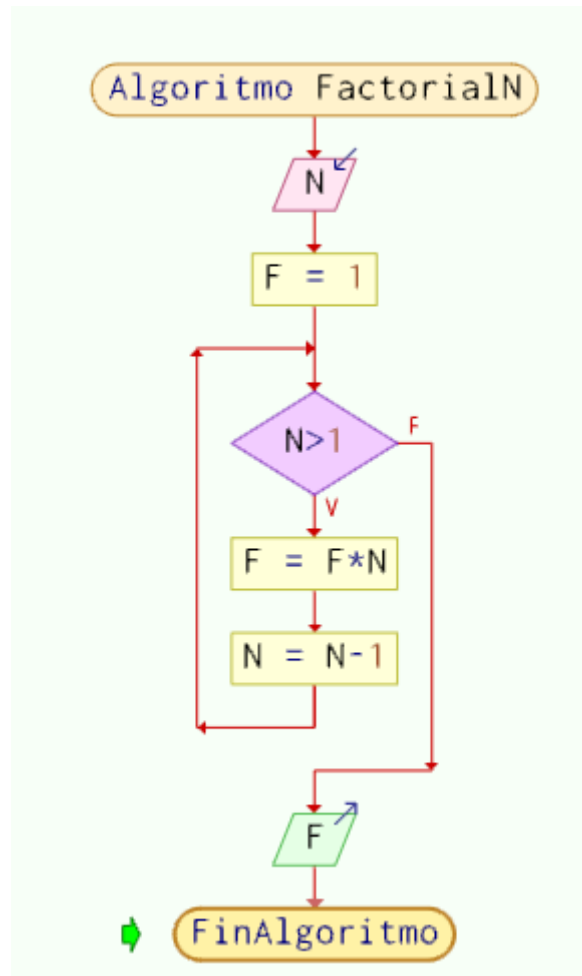 Algoritmo FactorialN
N
F = 1
N>1
F
V
F = F*N
N = N-1
F
FinAlgoritmo